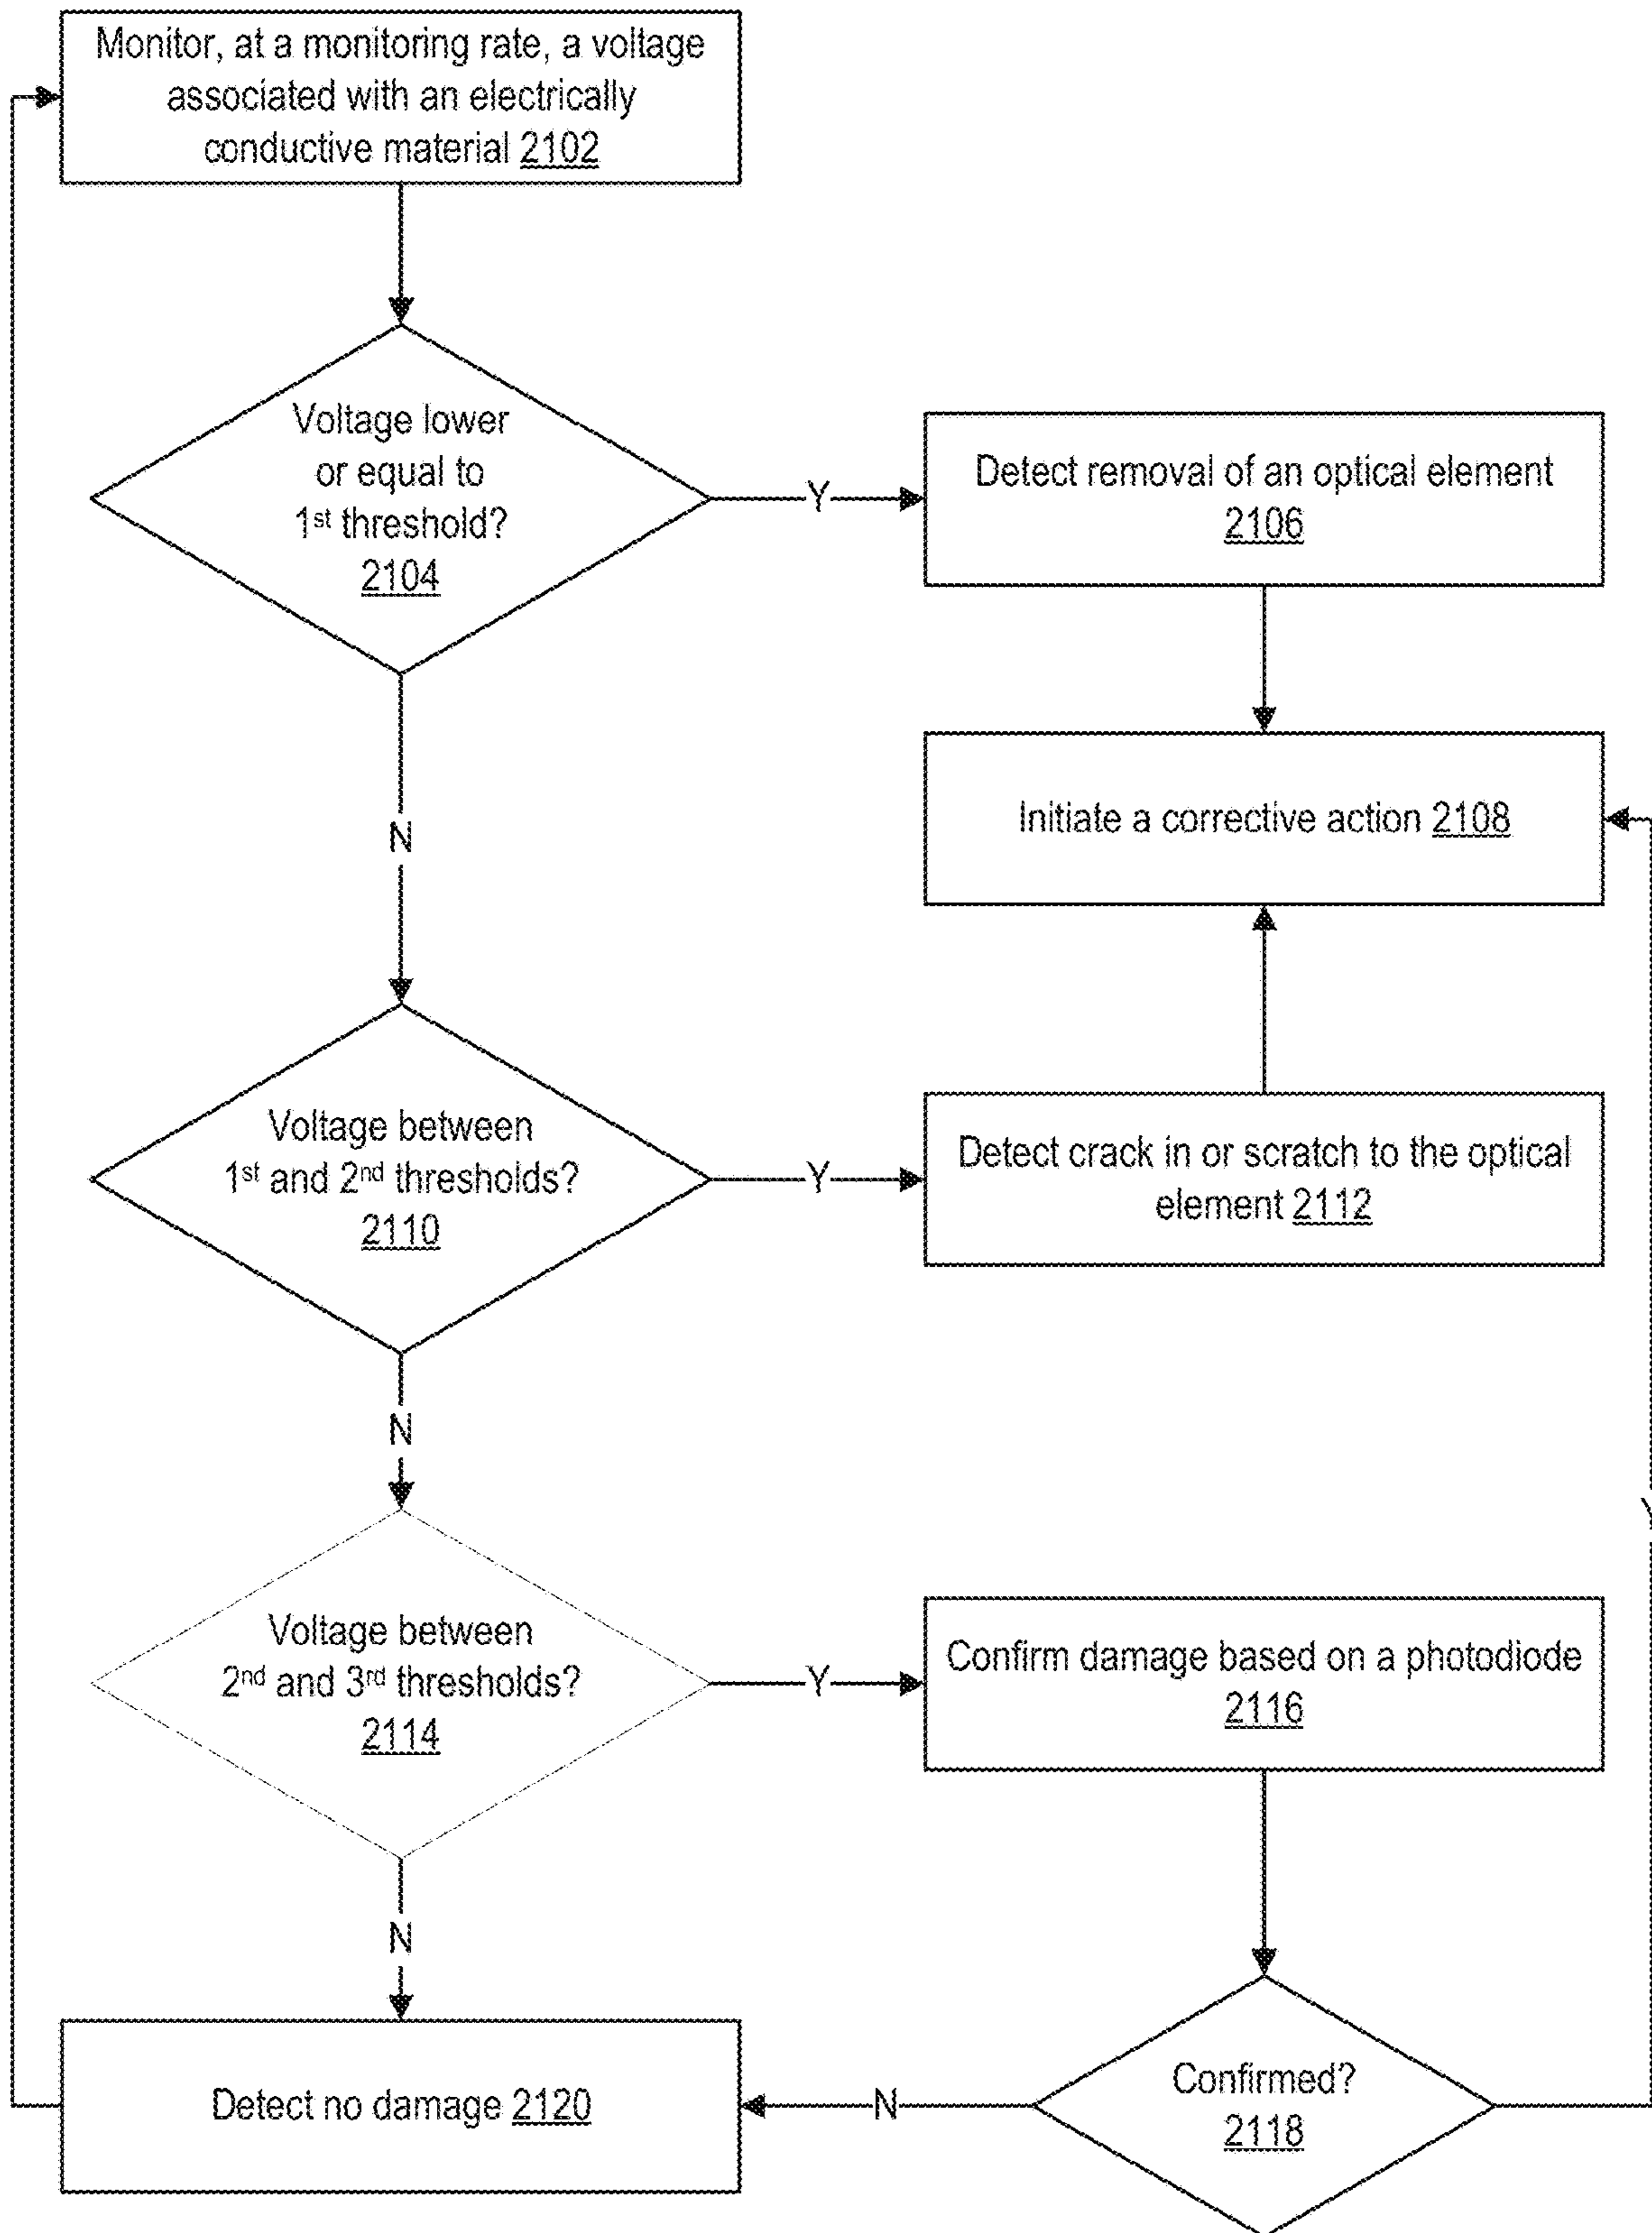 Monitor, at a monitoring rate, a voltage
associated with an electrically
conductive material 2102
Voltage lower
or equal to
1st threshold?
2104
Y
Detect removal of an optical element
2106
N
Initiate a corrective action 2108
Voltage between
1st and 2nd thresholds?
2110
Y
Detect crack in or scratch to the optical
element 2112
N
Voltage between
2nd and 3rd thresholds?
2114
Y
Confirm damage based on a photodiode
2116
N
Detect no damage 2120
N
Confirmed?
2118